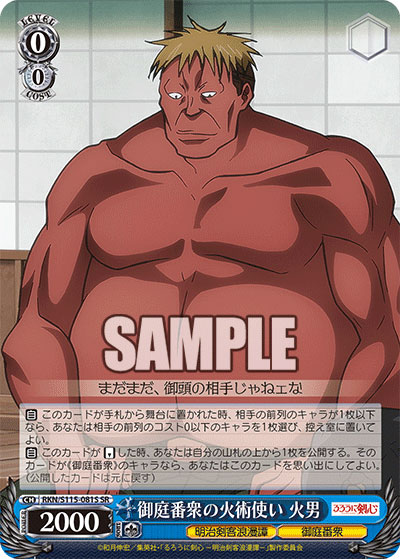 LEVEL
0
0
COST
SAMPLE
まだまだ、御頭の相手じゃねェな!
【自】このカードが手札から舞台に置かれた時、相手の前列のキャラが1枚以下
なら、あなたは相手の前列のコスト0以下のキャラを1枚選び、控え室に置いて
よい。
【自】このカードが【リバース】した時、あなたは自分の山札の上から1枚を公開する。そのカ
ードが《御庭番衆》のキャラなら、あなたはこのカードを思い出にしてよい。
(公開したカードは元に戻す)
CH RKN/S115-081S SR
POWER
2000
御庭番衆の火術使い 火男
るろうに剣心
明治剣客浪漫譚
御庭番衆
©和月伸宏/集英社・「るろうに剣心 -明治剣客浪漫譚-」製作委員会